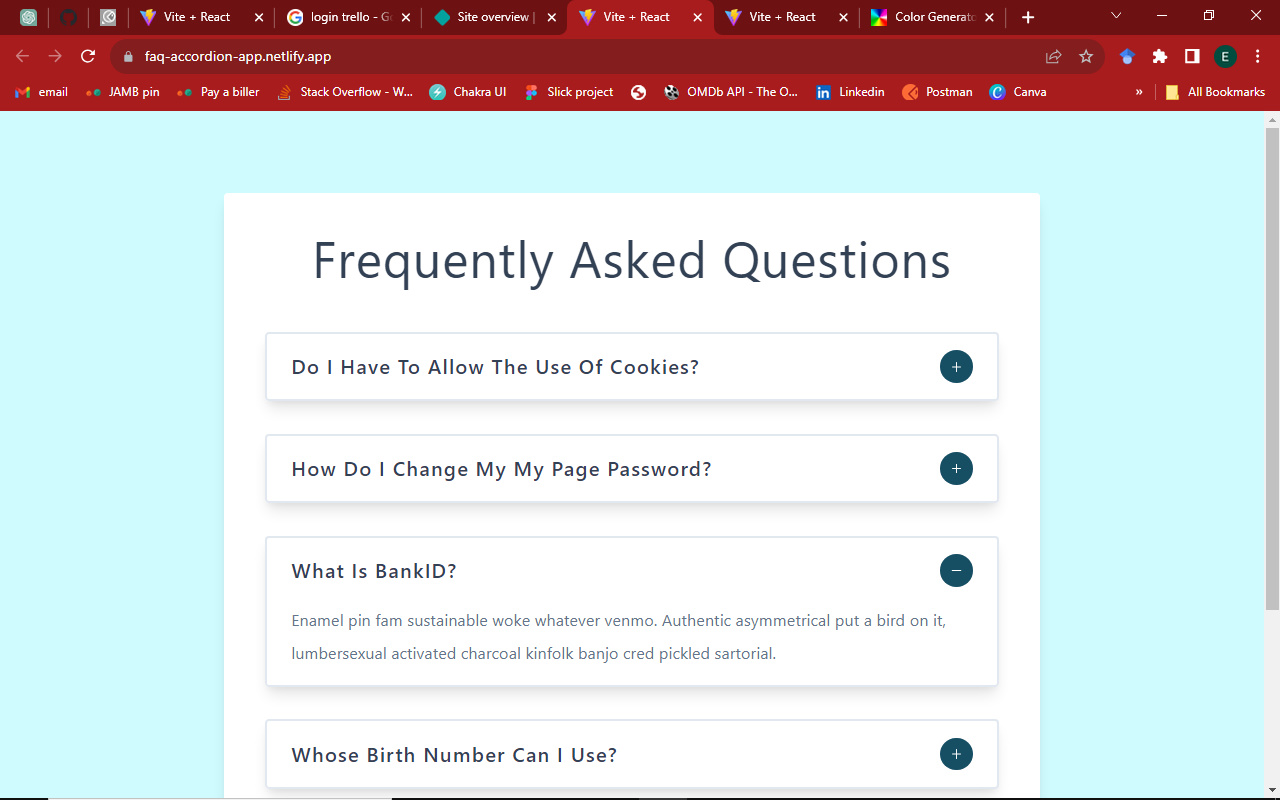 Vite + React
login trello - G
Site overview |
Vite + React
Vite + React
Color Generato
faq-accordion-app.netlify.app
E
email
JAMB pin
Pay a biller
Stack Overflow - W...
Chakra UI
Slick project
OMDb API - The O...
Linkedin
Postman
Canva
»
All Bookmarks
Frequently Asked Questions
Do I Have To Allow The Use Of Cookies?
+
How Do I Change My My Page Password?
+
What Is BankID?
−
Enamel pin fam sustainable woke whatever venmo. Authentic asymmetrical put a bird on it,
lumbersexual activated charcoal kinfolk banjo cred pickled sartorial.
Whose Birth Number Can I Use?
+